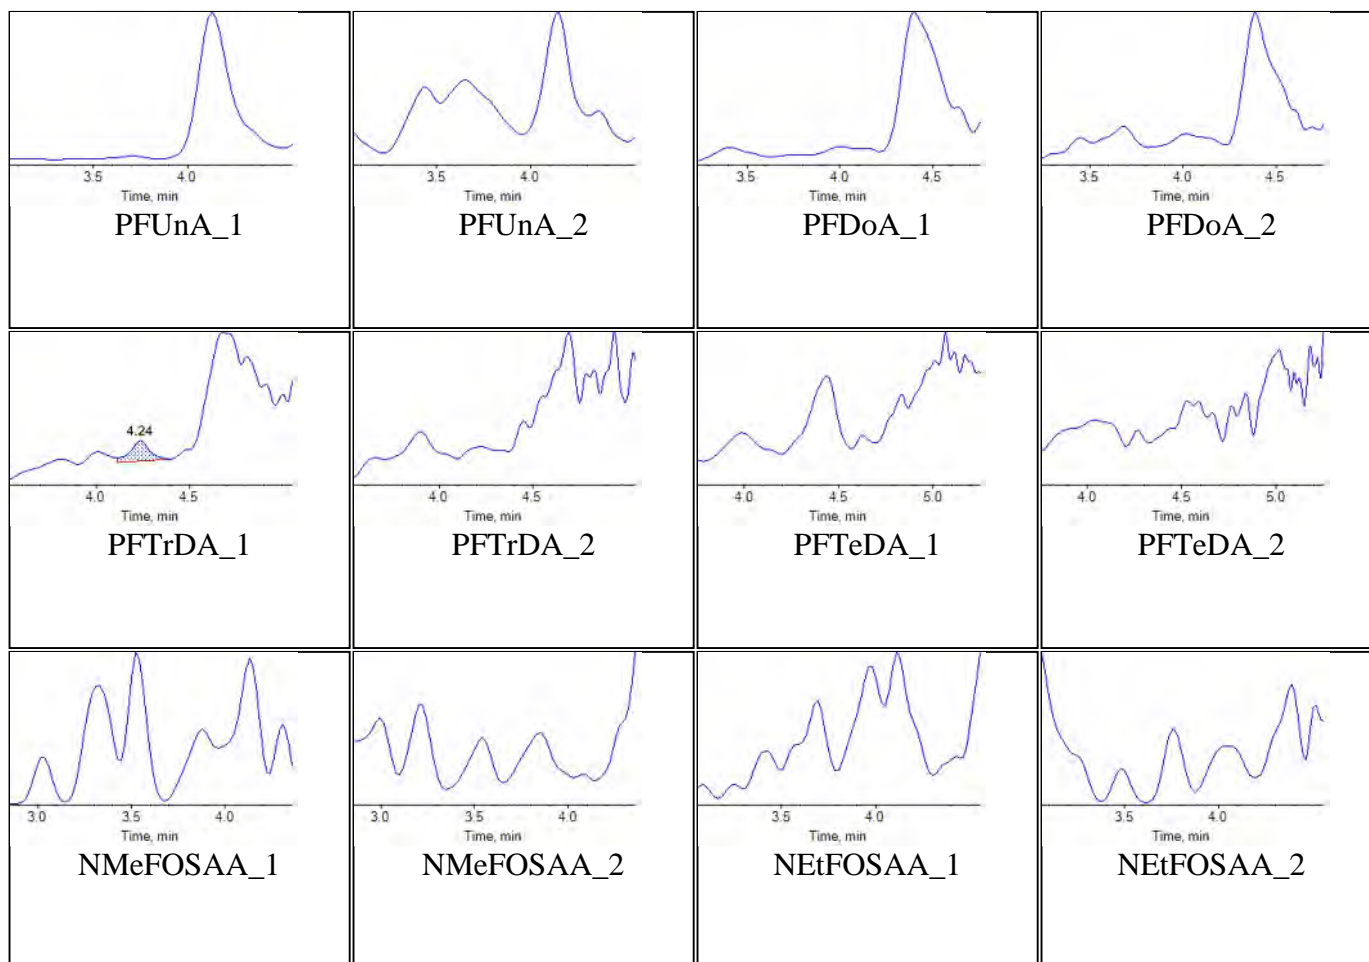 3.5 4.0
Time, min
PFUnA_1
3.5 4.0
Time, min
PFUnA_2
3.5 4.0 4.5
Time, min
PFDoA_1
3.5 4.0 4.5
Time, min
PFDoA_2
4.24
4.0 4.5
Time, min
PFTrDA_1
4.0 4.5
Time, min
PFTrDA_2
4.0 4.5 5.0
Time, min
PFTeDA_1
4.0 4.5 5.0
Time, min
PFTeDA_2
3.0 3.5 4.0
Time, min
NMeFOSAA_1
3.0 3.5 4.0
Time, min
NMeFOSAA_2
3.5 4.0
Time, min
NEtFOSAA_1
3.5 4.0
Time, min
NEtFOSAA_2